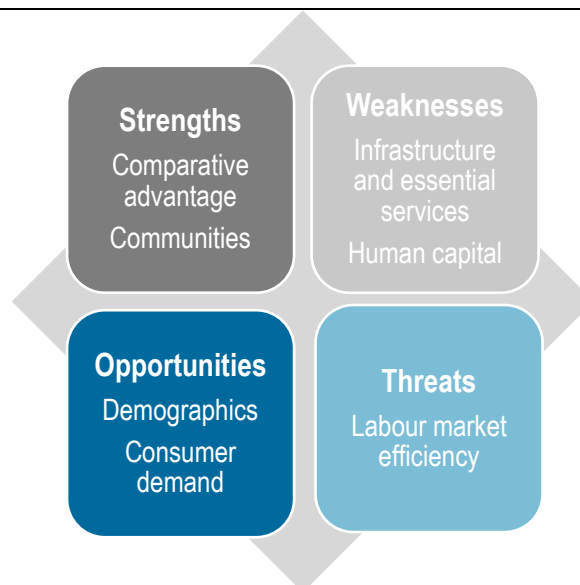 Strengths
Comparative
advantage
Communities
Weaknesses
Infrastructure
and essential
services
Human capital
Opportunities
Demographics
Consumer
demand
Threats
Labour market
efficiency